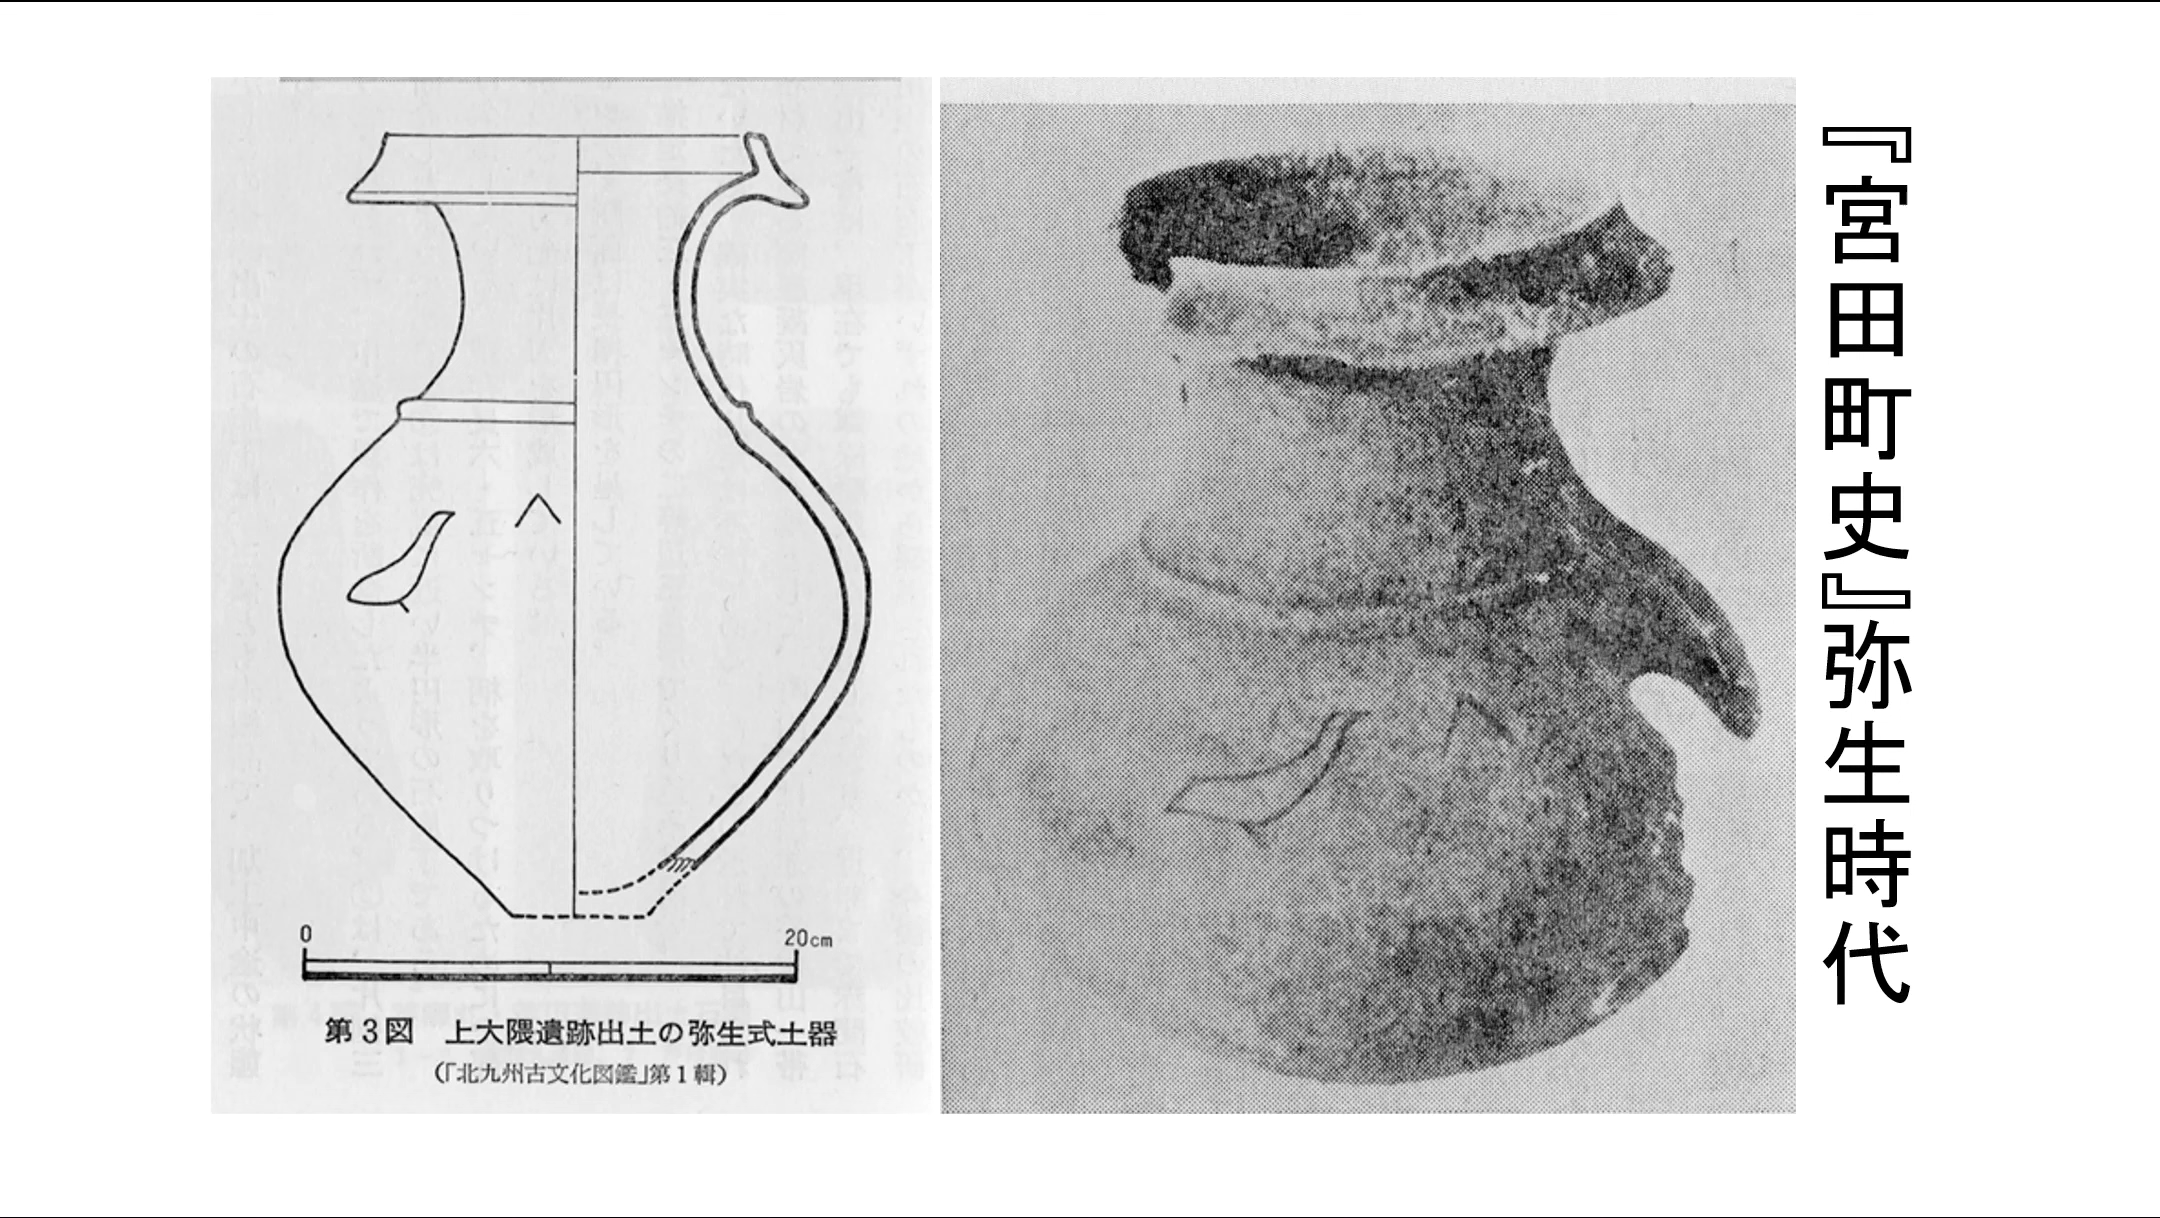 『宮田町史』弥生時代
0
20cm
第3図 上大隈遺跡出土の弥生式土器
(「北九州古文化図鑑」第1輯)